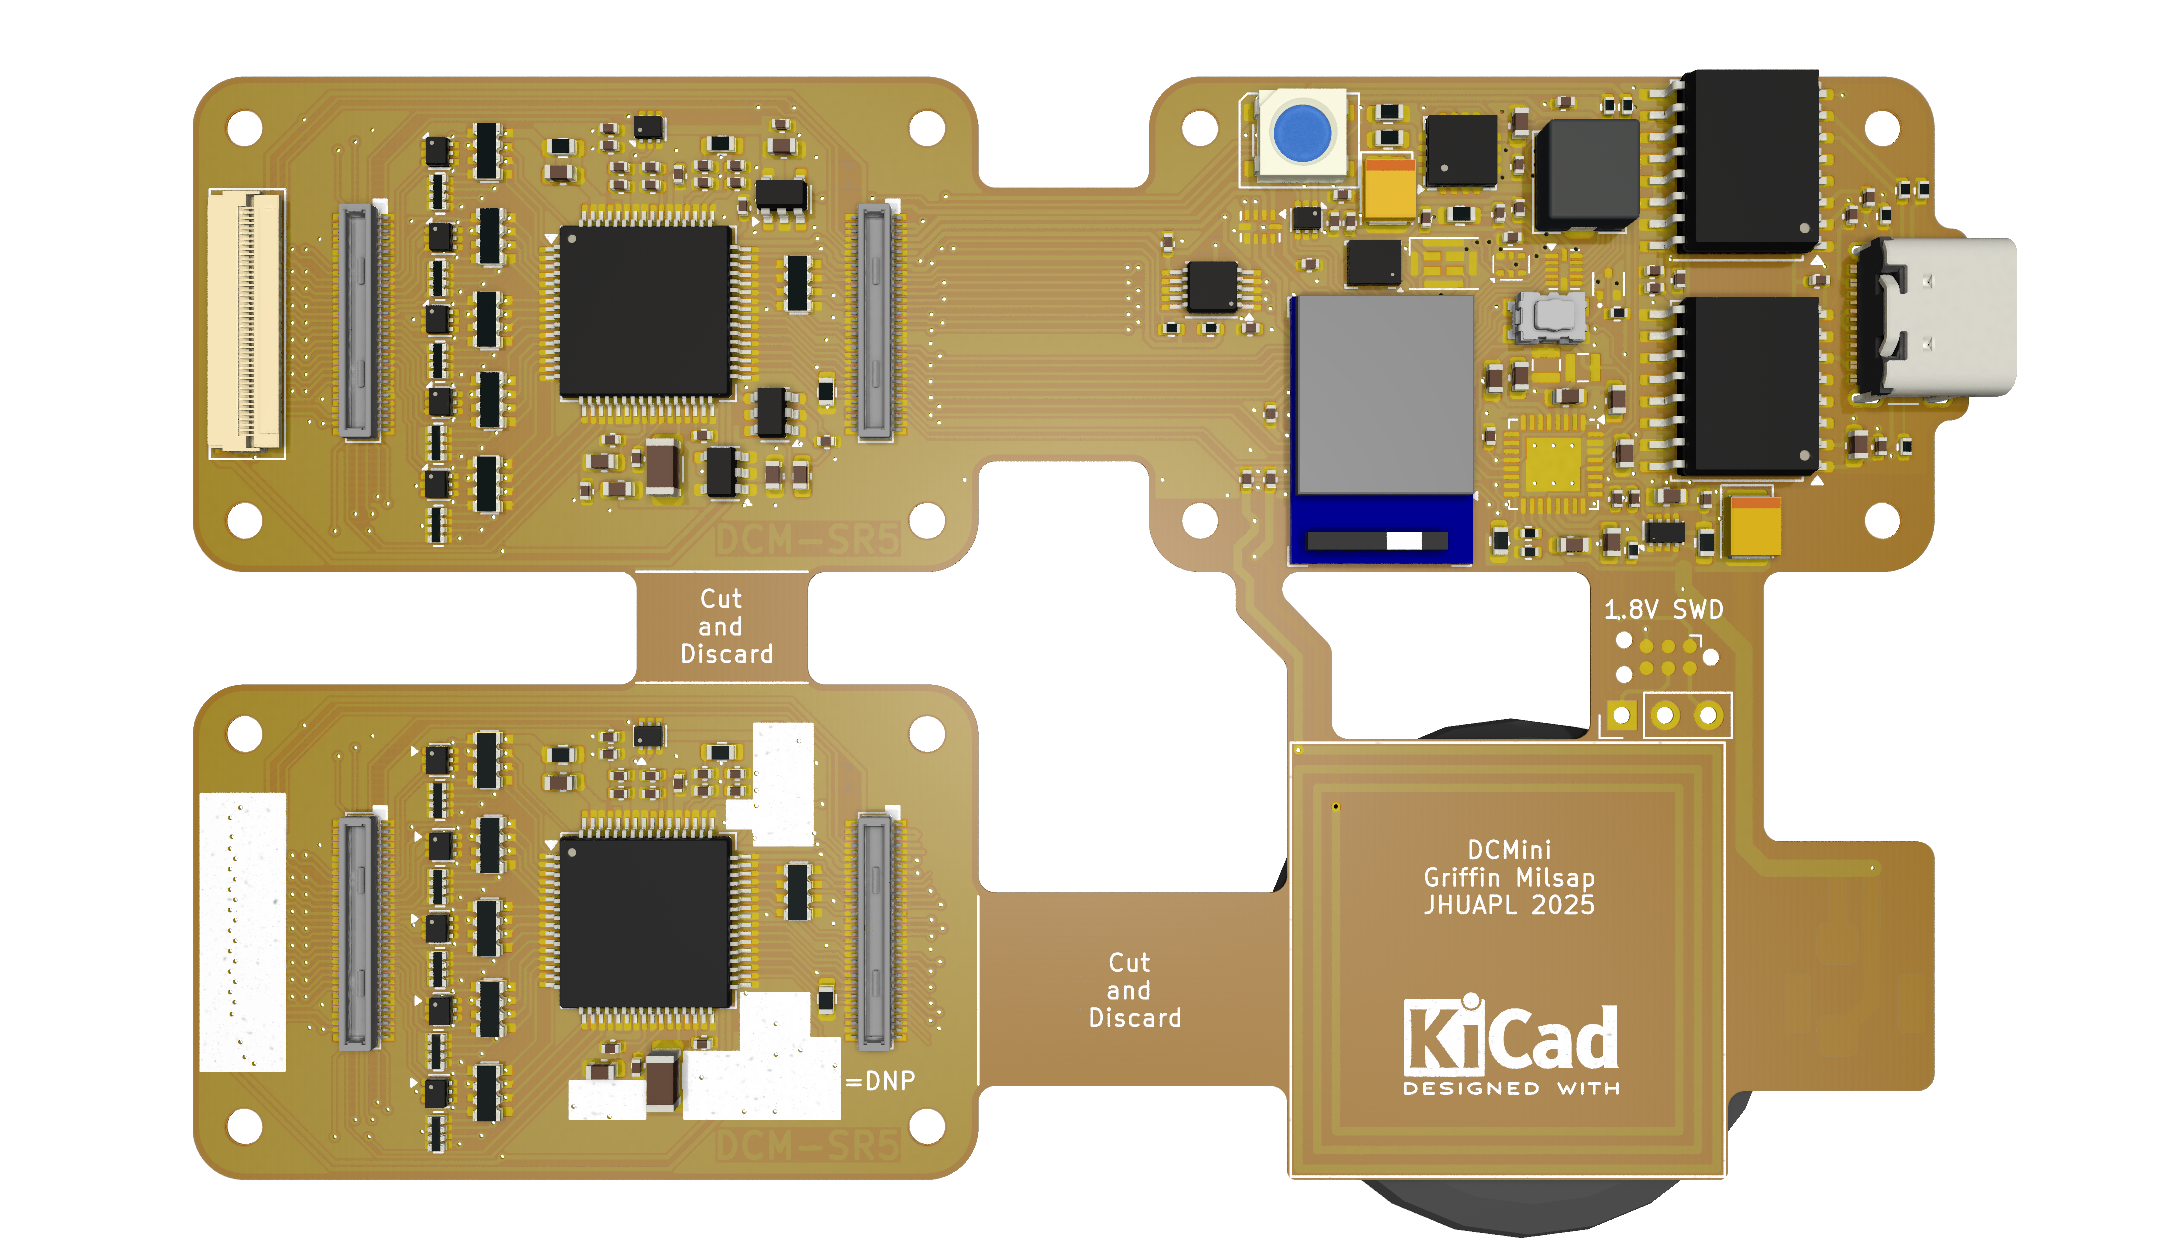 DCM-SR5
Cut
and
Discard
1.8V SWD
=DNP
DCM-SR5
Cut
and
Discard
DCMini
Griffin Milsap
JHUAPL 2025
KiCad
DESIGNED WITH